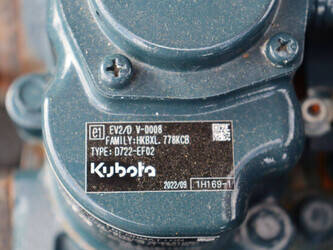 e1 EV2/D V-0008
FAMILY:HKBXL.778KCB
TYPE: D722-EF02
Kubota
2022/09 1H169-1